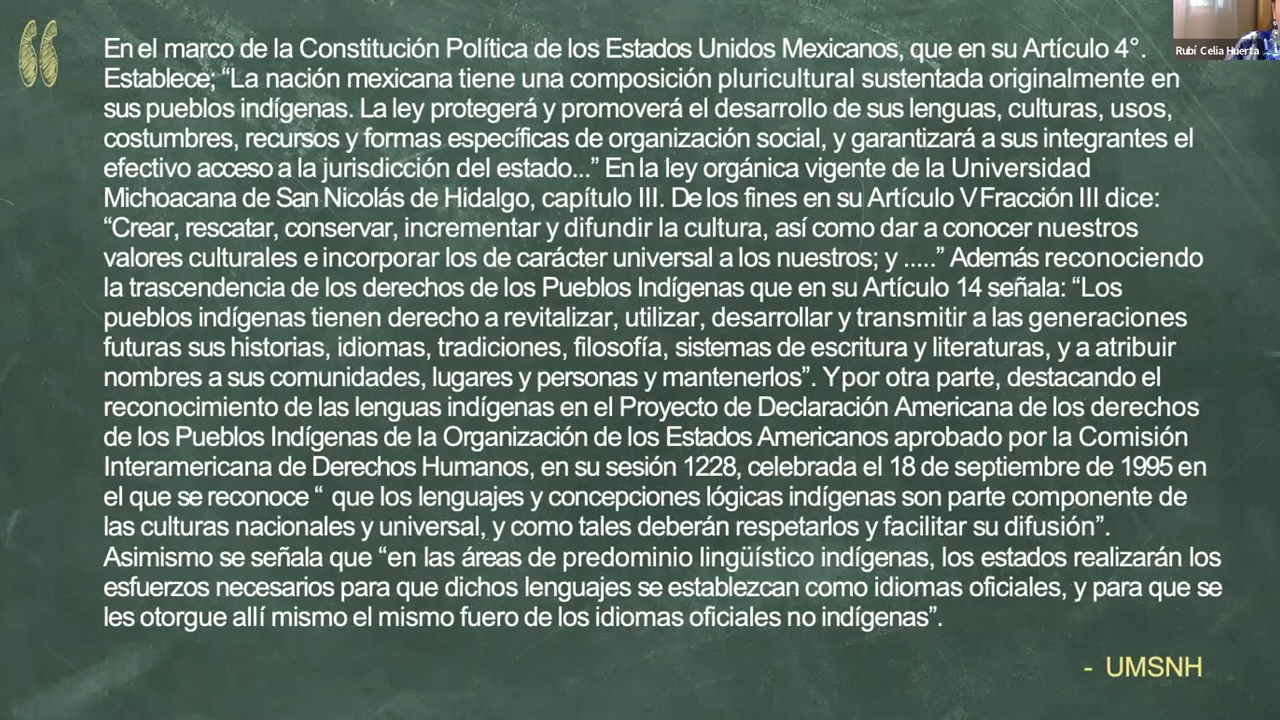 Rubí Celia Huerta
En el marco de la Constitución Política de los Estados Unidos Mexicanos, que en su Artículo 4°.
Establece; “La nación mexicana tiene una composición pluricultural sustentada originalmente en
sus pueblos indígenas. La ley protegerá y promoverá el desarrollo de sus lenguas, culturas, usos,
costumbres, recursos y formas específicas de organización social, y garantizará a sus integrantes el
efectivo acceso a la jurisdicción del estado...” En la ley orgánica vigente de la Universidad
Michoacana de San Nicolás de Hidalgo, capítulo III. De los fines en su Artículo V Fracción III dice:
“Crear, rescatar, conservar, incrementar y difundir la cultura, así como dar a conocer nuestros
valores culturales e incorporar los de carácter universal a los nuestros; y .....” Además reconociendo
la trascendencia de los derechos de los Pueblos Indígenas que en su Artículo 14 señala: “Los
pueblos indígenas tienen derecho a revitalizar, utilizar, desarrollar y transmitir a las generaciones
futuras sus historias, idiomas, tradiciones, filosofía, sistemas de escritura y literaturas, y a atribuir
nombres a sus comunidades, lugares y personas y mantenerlos”. Y por otra parte, destacando el
reconocimiento de las lenguas indígenas en el Proyecto de Declaración Americana de los derechos
de los Pueblos Indígenas de la Organización de los Estados Americanos aprobado por la Comisión
Interamericana de Derechos Humanos, en su sesión 1228, celebrada el 18 de septiembre de 1995 en
el que se reconoce “ que los lenguajes y concepciones lógicas indígenas son parte componente de
las culturas nacionales y universal, y como tales deberán respetarlos y facilitar su difusión”.
Asimismo se señala que “en las áreas de predominio lingüístico indígenas, los estados realizarán los
esfuerzos necesarios para que dichos lenguajes se establezcan como idiomas oficiales, y para que se
les otorgue allí mismo el mismo fuero de los idiomas oficiales no indígenas”.
- UMSNH